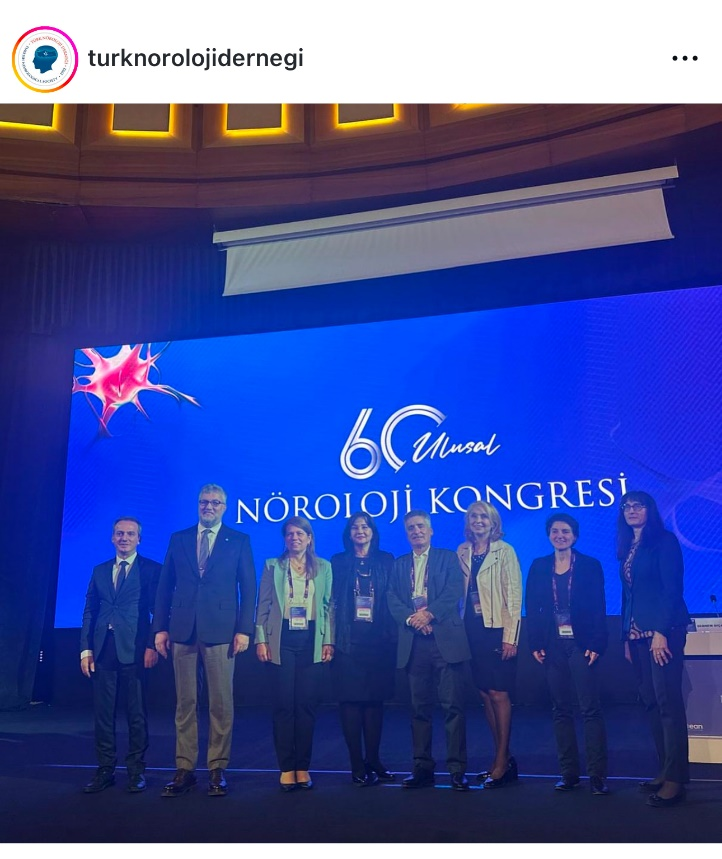 turknorolojidernegi
60 Ulusal
NÖROLOJİ KONGRESİ